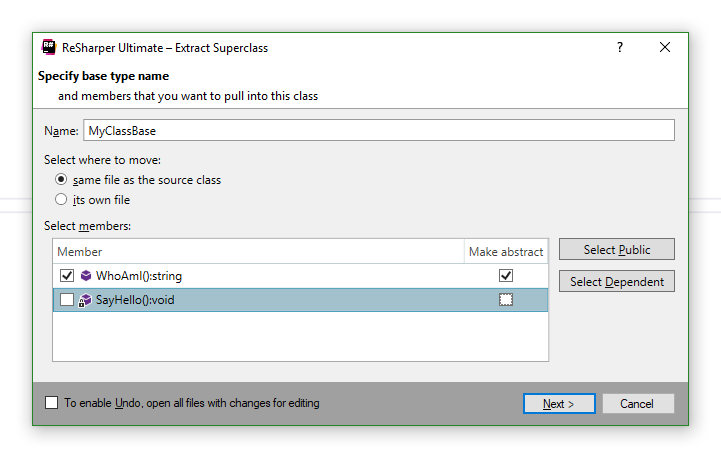 R# ReSharper Ultimate – Extract Superclass ?
Specify base type name
and members that you want to pull into this class
Name: MyClassBase
Select where to move:
same file as the source class
its own file
Select members:
Member Make abstract Select Public
WhoAmI():string
Select Dependent
SayHello():void
To enable Undo, open all files with changes for editing Next > Cancel